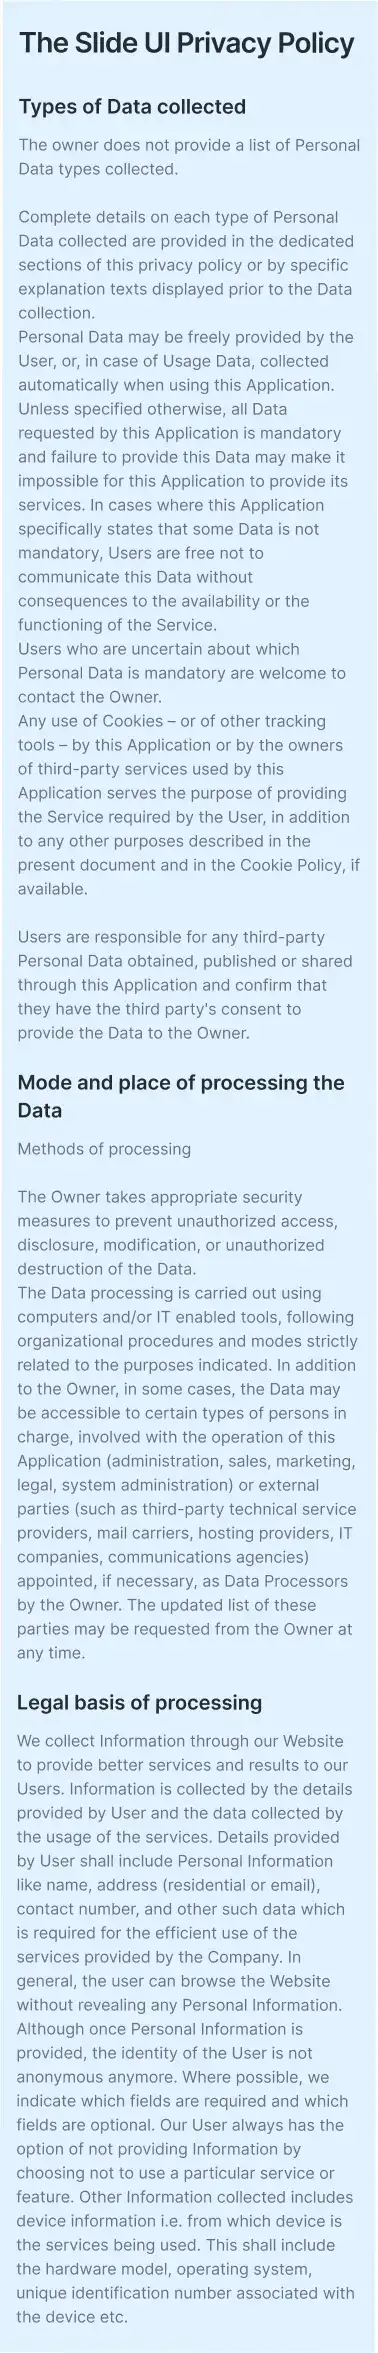 The Slide UI Privacy Policy
Types of Data collected
The owner does not provide a list of Personal
Data types collected.
Complete details on each type of Personal
Data collected are provided in the dedicated
sections of this privacy policy or by specific
explanation texts displayed prior to the Data
collection.
Personal Data may be freely provided by the
User, or, in case of Usage Data, collected
automatically when using this Application.
Unless specified otherwise, all Data
requested by this Application is mandatory
and failure to provide this Data may make it
impossible for this Application to provide its
services. In cases where this Application
specifically states that some Data is not
mandatory, Users are free not to
communicate this Data without
consequences to the availability or the
functioning of the Service.
Users who are uncertain about which
Personal Data is mandatory are welcome to
contact the Owner.
Any use of Cookies – or of other tracking
tools – by this Application or by the owners
of third-party services used by this
Application serves the purpose of providing
the Service required by the User, in addition
to any other purposes described in the
present document and in the Cookie Policy, if
available.
Users are responsible for any third-party
Personal Data obtained, published or shared
through this Application and confirm that
they have the third party's consent to
provide the Data to the Owner.
Mode and place of processing the
Data
Methods of processing
The Owner takes appropriate security
measures to prevent unauthorized access,
disclosure, modification, or unauthorized
destruction of the Data.
The Data processing is carried out using
computers and/or IT enabled tools, following
organizational procedures and modes strictly
related to the purposes indicated. In addition
to the Owner, in some cases, the Data may
be accessible to certain types of persons in
charge, involved with the operation of this
Application (administration, sales, marketing,
legal, system administration) or external
parties (such as third-party technical service
providers, mail carriers, hosting providers, IT
companies, communications agencies)
appointed, if necessary, as Data Processors
by the Owner. The updated list of these
parties may be requested from the Owner at
any time.
Legal basis of processing
We collect Information through our Website
to provide better services and results to our
Users. Information is collected by the details
provided by User and the data collected by
the usage of the services. Details provided
by User shall include Personal Information
like name, address (residential or email),
contact number, and other such data which
is required for the efficient use of the
services provided by the Company. In
general, the user can browse the Website
without revealing any Personal Information.
Although once Personal Information is
provided, the identity of the User is not
anonymous anymore. Where possible, we
indicate which fields are required and which
fields are optional. Our User always has the
option of not providing Information by
choosing not to use a particular service or
feature. Other Information collected includes
device information i.e. from which device is
the services being used. This shall include
the hardware model, operating system,
unique identification number associated with
the device etc.